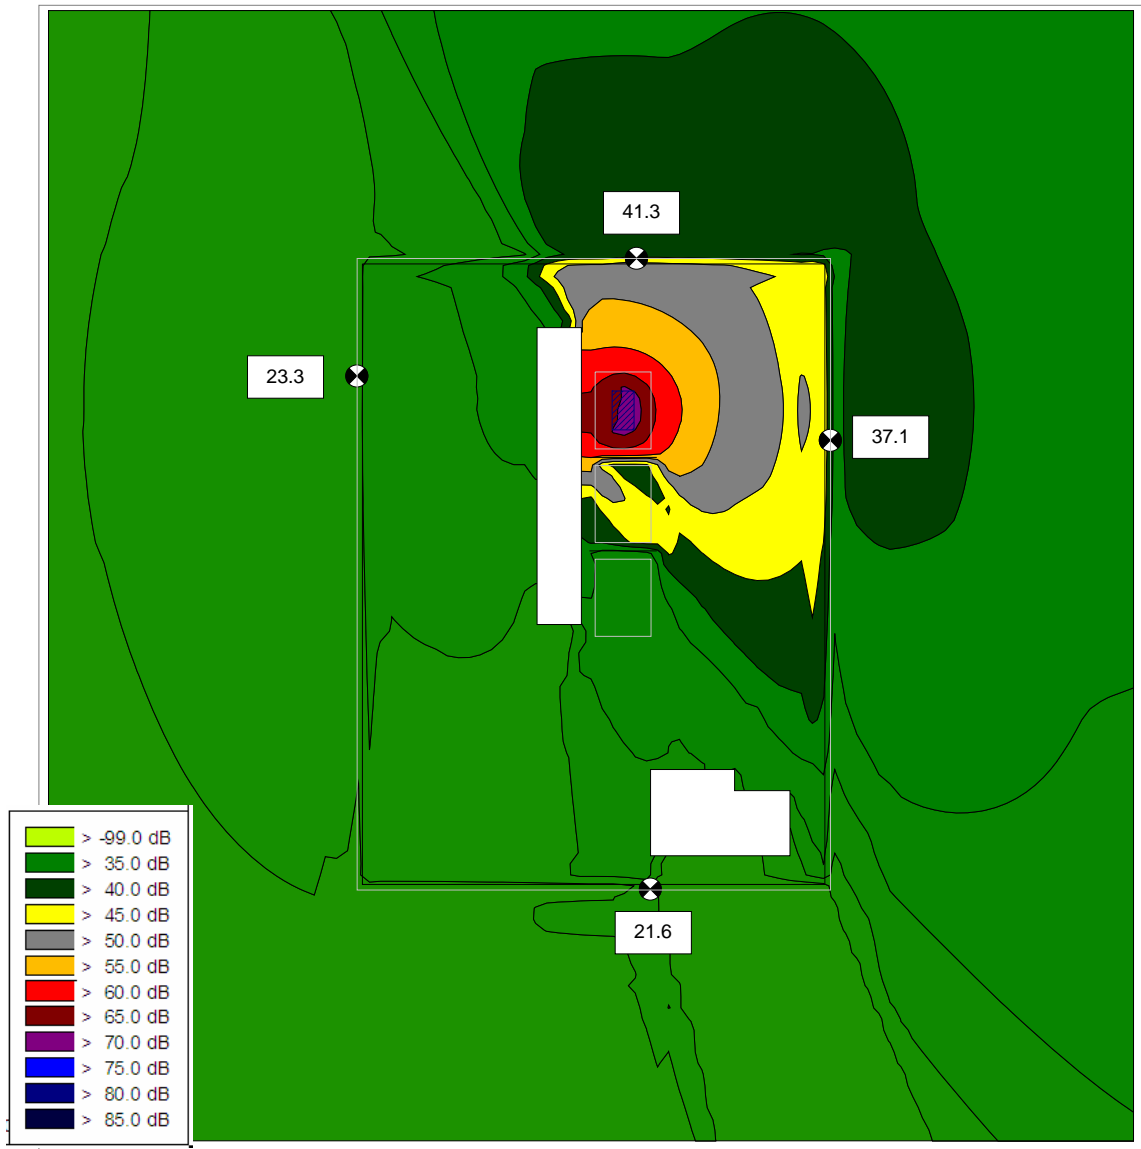 41.3
23.3
37.1
> -99.0 dB
> 35.0 dB
> 40.0 dB
> 45.0 dB
> 50.0 dB
> 55.0 dB
> 60.0 dB
> 65.0 dB
> 70.0 dB
> 75.0 dB
> 80.0 dB
> 85.0 dB
21.6